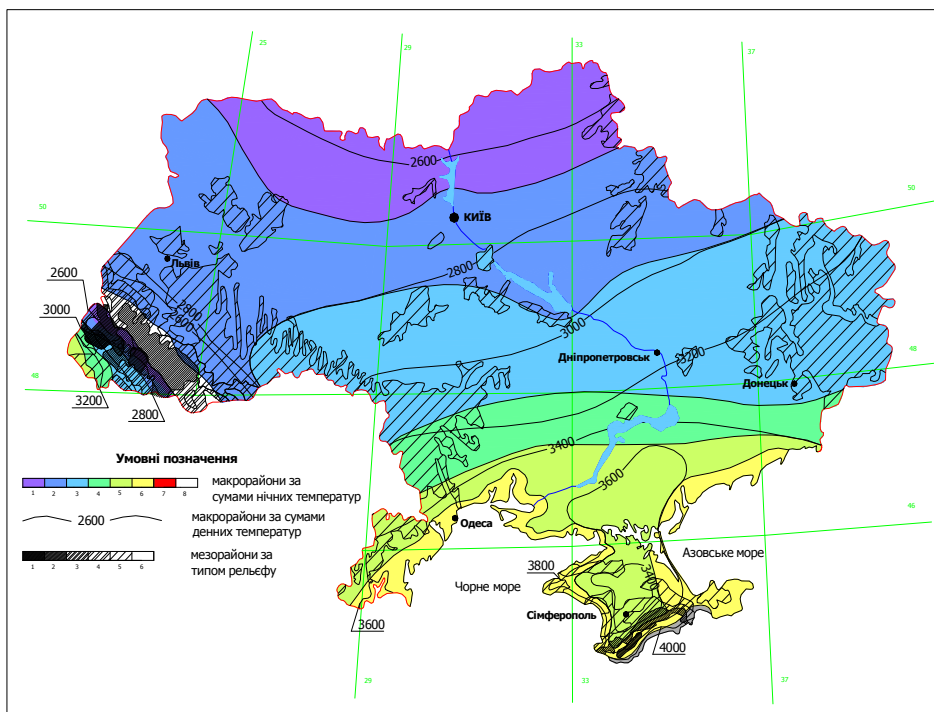 25
29
33
37
2600
50
50
КИЇВ
Львів
2800
2600
3000
2800
2600
3000
Дніпропетровськ
3200
48
Донецьк
48
3200
2800
3400
Умовні позначення
макрорайони за
сумами нічних температур
1 2 3 4 5 6 7 8
2600
макрорайони за сумами
денних температур
мезорайони за
типом рельєфу
1 2 3 4 5 6
3600
Одеса
46
Азовське море
3800
3400
Чорне море
Сімферополь
3600
4000
29
33
37